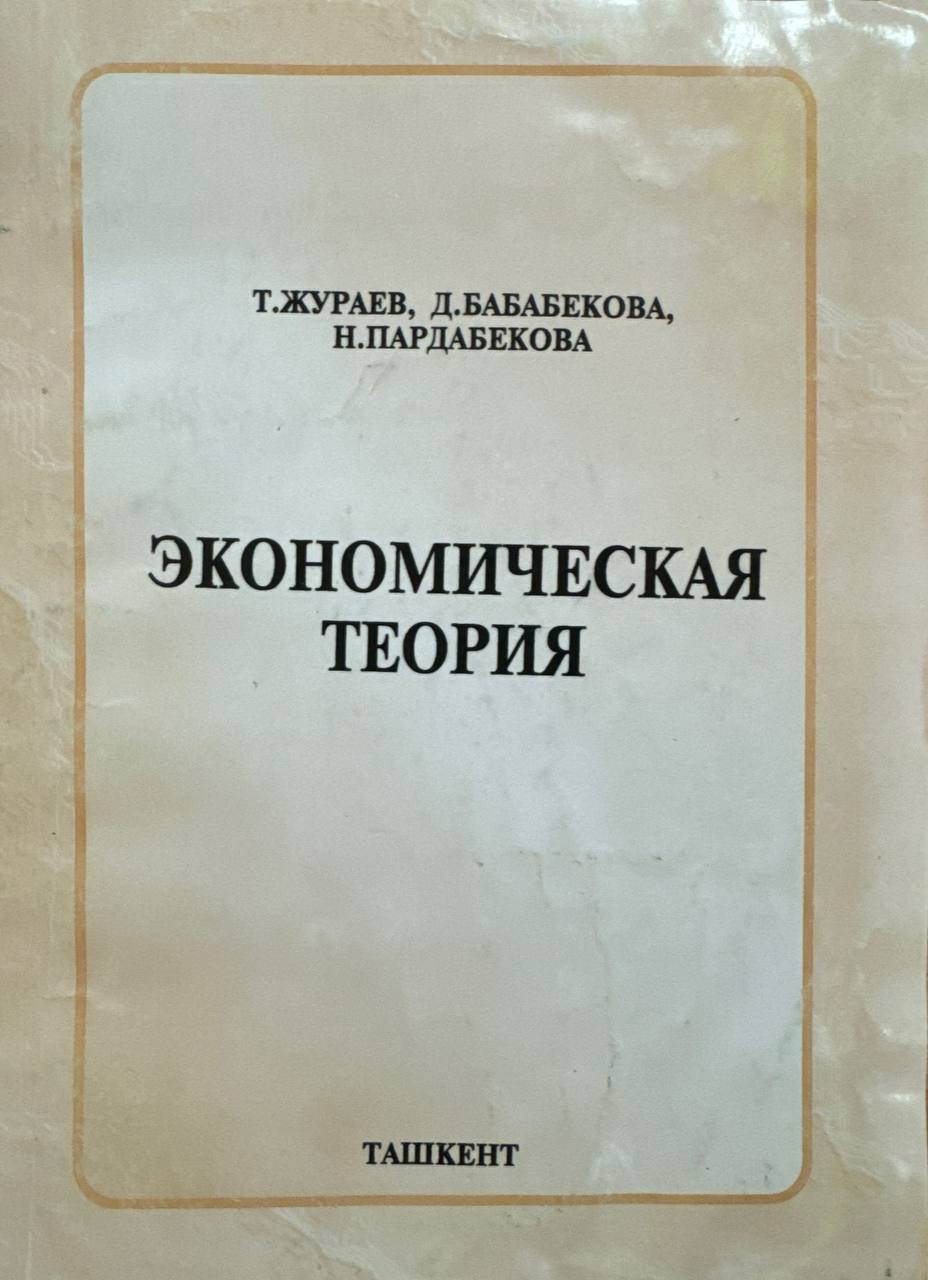 Т.ЖУРАЕВ, Д.БАБАБЕКОВА,
Н.ПАРДАБЕКОВА
ЭКОНОМИЧЕСКАЯ
ТЕОРИЯ
ТАШКЕНТ